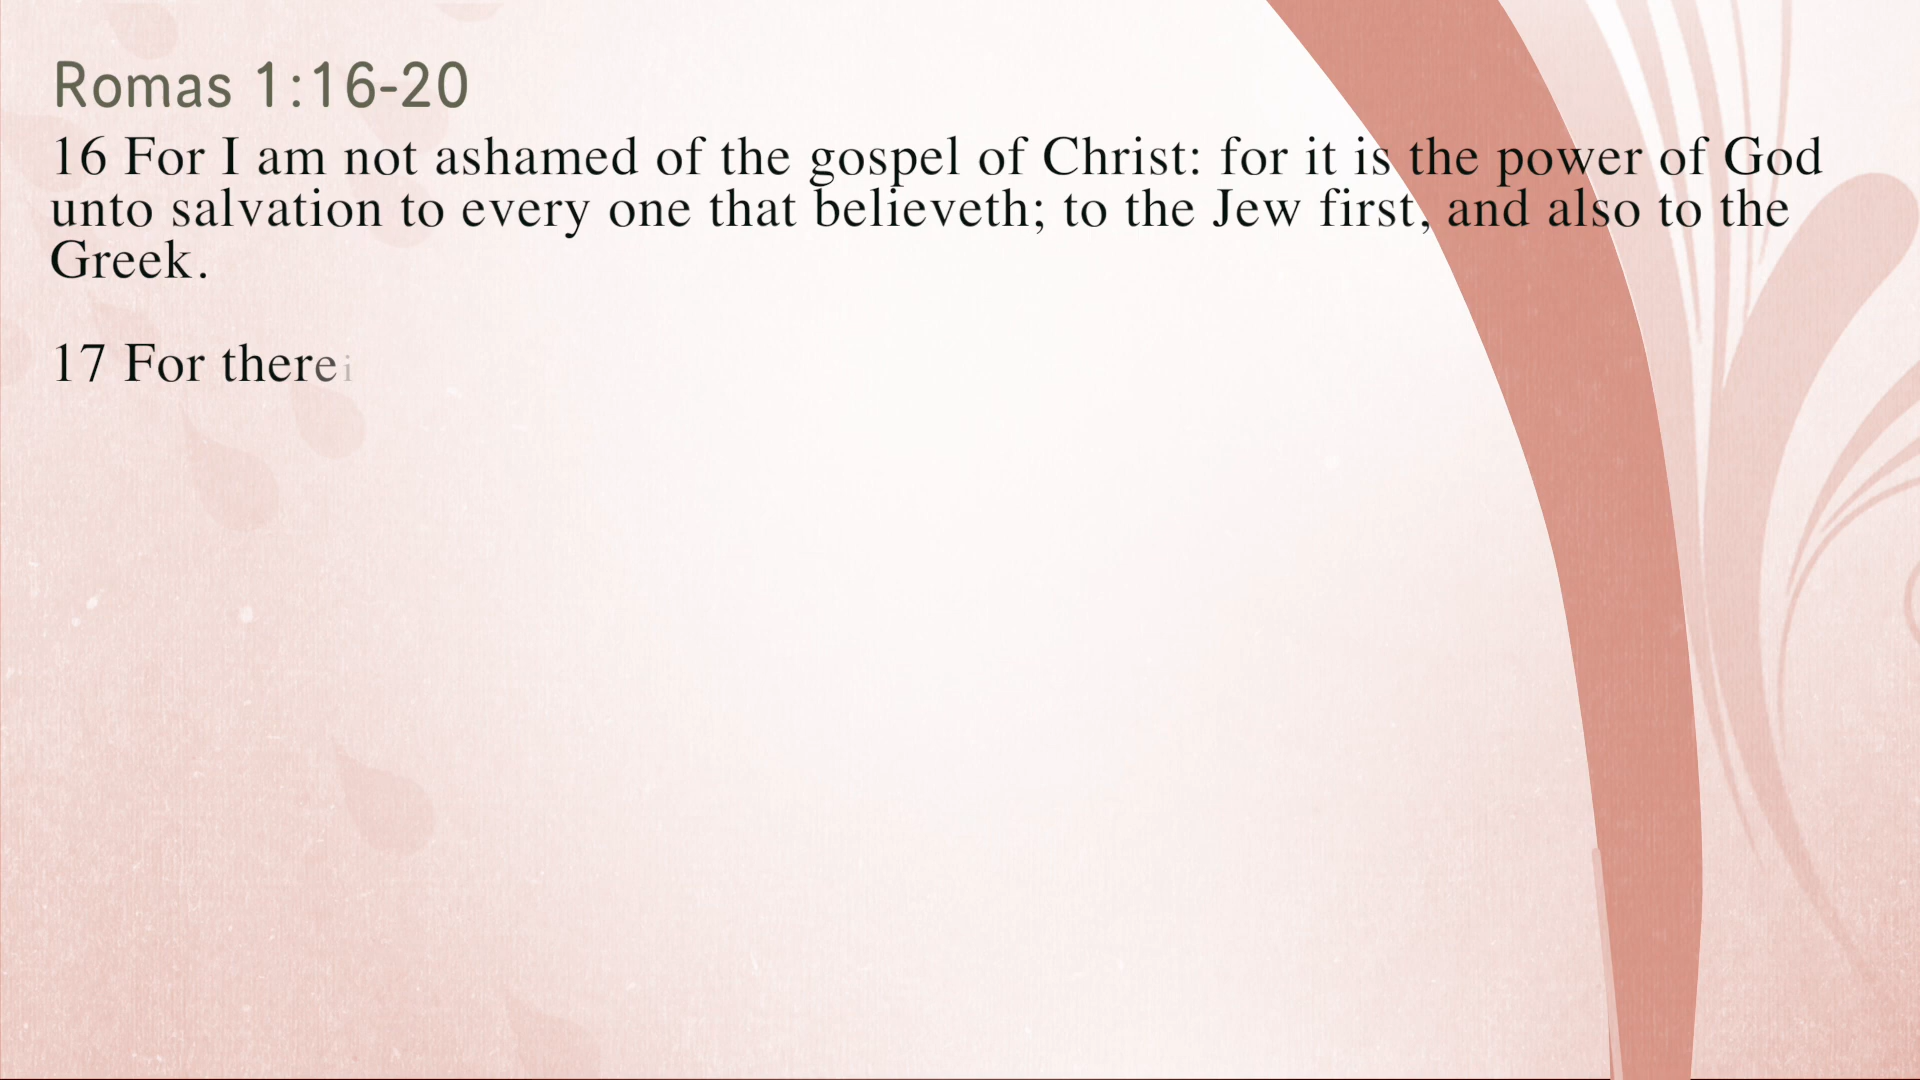 Romas 1:16-20
16 For I am not ashamed of the gospel of Christ: for it is the power of God
unto salvation to every one that believeth; to the Jew first, and also to the
Greek.
17 For therei